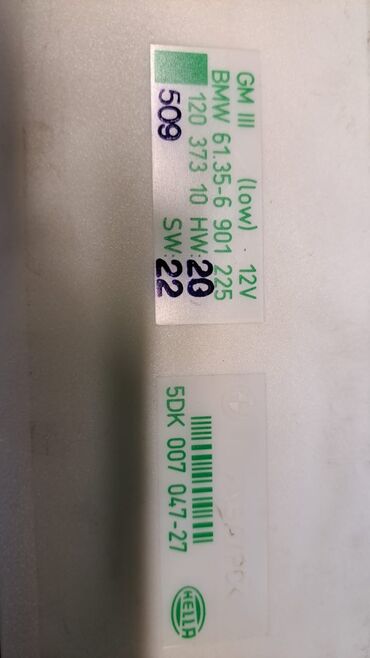 GM III (low) 12V
BMW 61.35-6 901 225
120 373 10 HW:20
509 SW:22
5DK 007 047-27
HELLA